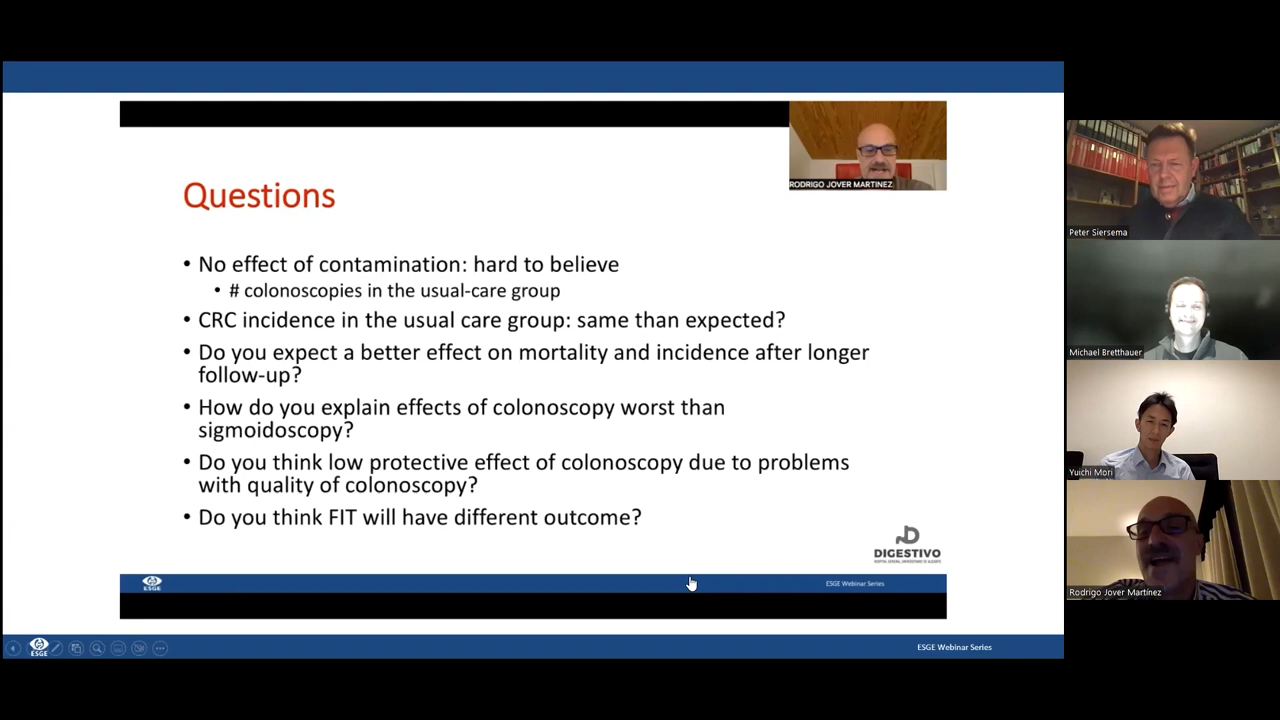 RODRIGO JOVER MARTINEZ
Questions
• No effect of contamination: hard to believe
• # colonoscopies in the usual-care group
• CRC incidence in the usual care group: same than expected?
• Do you expect a better effect on mortality and incidence after longer
follow-up?
• How do you explain effects of colonoscopy worst than
sigmoidoscopy?
• Do you think low protective effect of colonoscopy due to problems
with quality of colonoscopy?
• Do you think FIT will have different outcome?
DIGESTIVO
ESGE
ESGE Webinar Series
ESGE
ESGE Webinar Series
Peter Siersema
Michael Bretthauer
Yuichi Mori
Rodrigo Jover Martínez